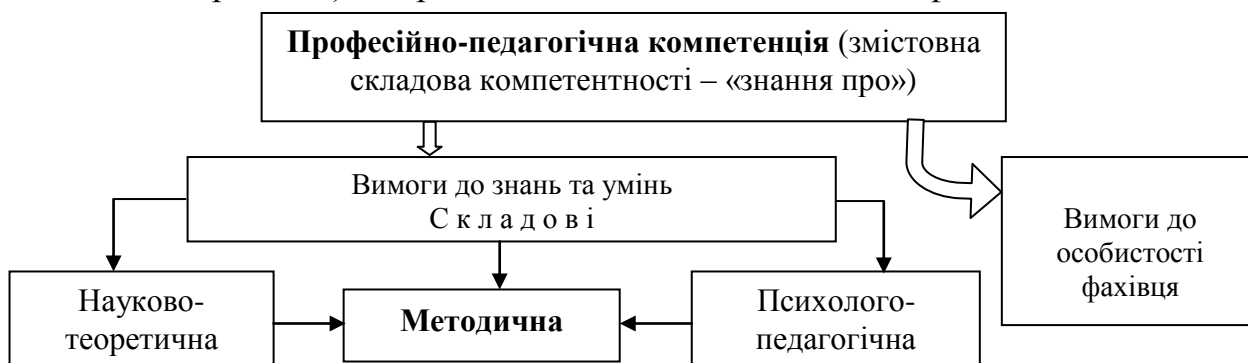 Професійно-педагогічна компетенція (змістовна
складова компетентності – «знання про»)
Вимоги до знань та умінь
С к л а д о в і
Вимоги до
особистості
фахівця
Науково-
теоретична
Методична
Психолого-
педагогічна